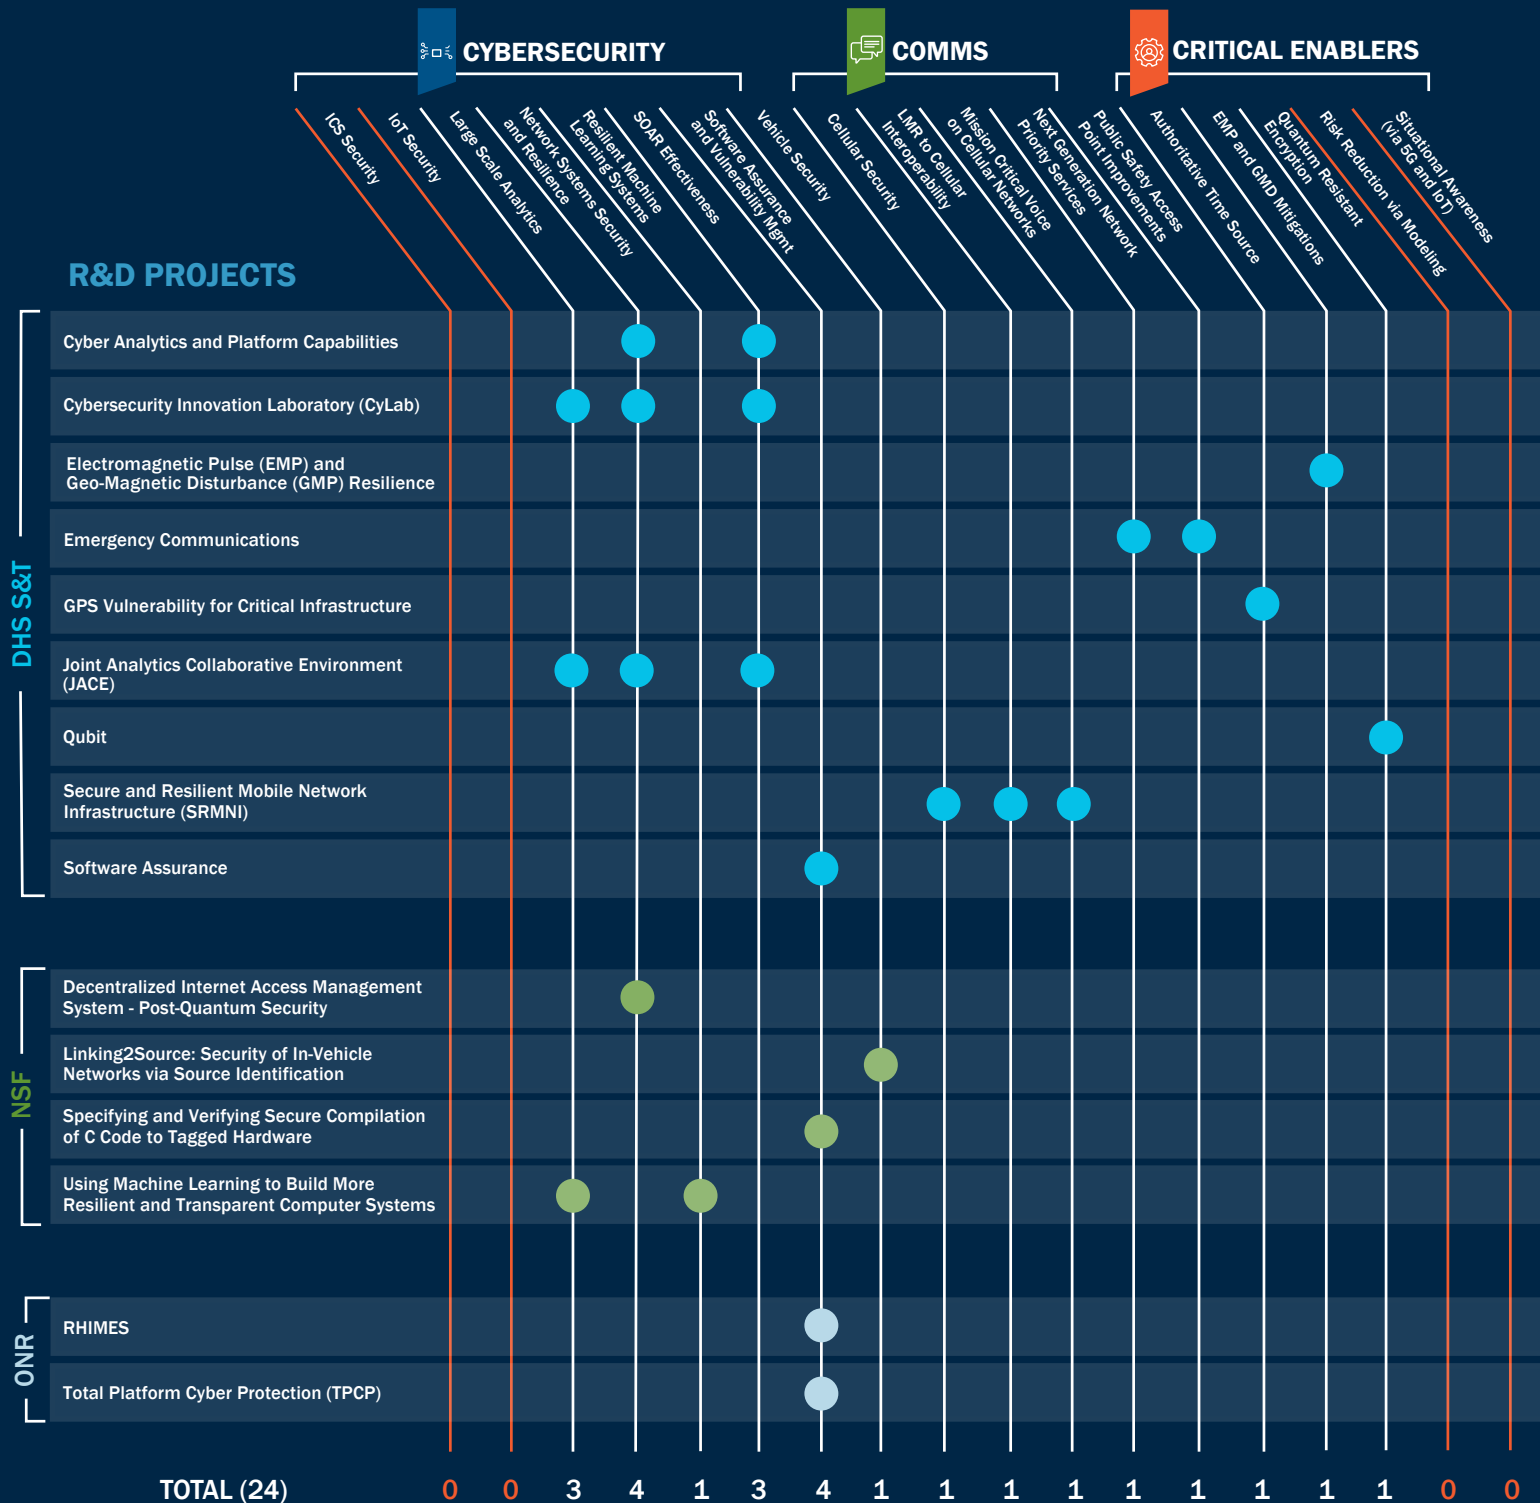 CYBERSECURITY
COMMS
CRITICAL ENABLERS
ICS Security
IoT Security
Large Scale Analytics
Network Systems Security
and Resilience
Resilient Machine
Learning Systems
SOAR Effectiveness
Software Assurance
and Vulnerability Mgmt
Vehicle Security
Cellular Security
LMR to Cellular
Interoperability
Mission Critical Voice
on Cellular Networks
Next Generation Network
Priority Services
Public Safety Access
Point Improvements
Authoritative Time Source
EMP and GMD Mitigations
Quantum Resistant
Encryption
Risk Reduction via Modeling
Situational Awareness
(via 5G and IoT)
R&D PROJECTS
DHS S&T
Cyber Analytics and Platform Capabilities
Cybersecurity Innovation Laboratory (CyLab)
Electromagnetic Pulse (EMP) and
Geo-Magnetic Disturbance (GMP) Resilience
Emergency Communications
GPS Vulnerability for Critical Infrastructure
Joint Analytics Collaborative Environment
(JACE)
Qubit
Secure and Resilient Mobile Network
Infrastructure (SRMNI)
Software Assurance
NSF
Decentralized Internet Access Management
System - Post-Quantum Security
Linking2Source: Security of In-Vehicle
Networks via Source Identification
Specifying and Verifying Secure Compilation
of C Code to Tagged Hardware
Using Machine Learning to Build More
Resilient and Transparent Computer Systems
ONR
RHIMES
Total Platform Cyber Protection (TPCP)
TOTAL (24) 0 0 3 4 1 3 4 1 1 1 1 1 1 1 1 1 0 0